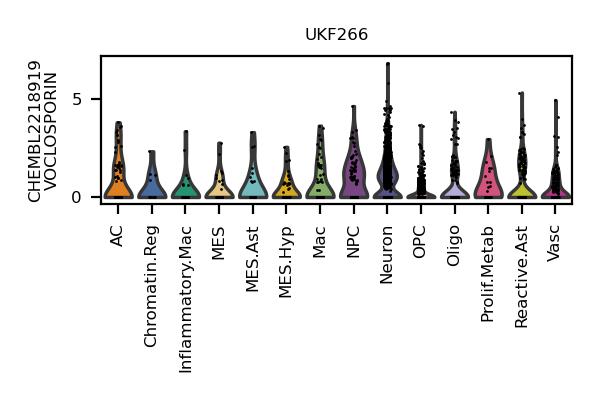 UKF266
CHEMBL2218919
VOCLOSPORIN
5
0
AC
Chromatin.Reg
Inflammatory.Mac
MES
MES.Ast
MES.Hyp
Mac
NPC
Neuron
OPC
Oligo
Prolif.Metab
Reactive.Ast
Vasc